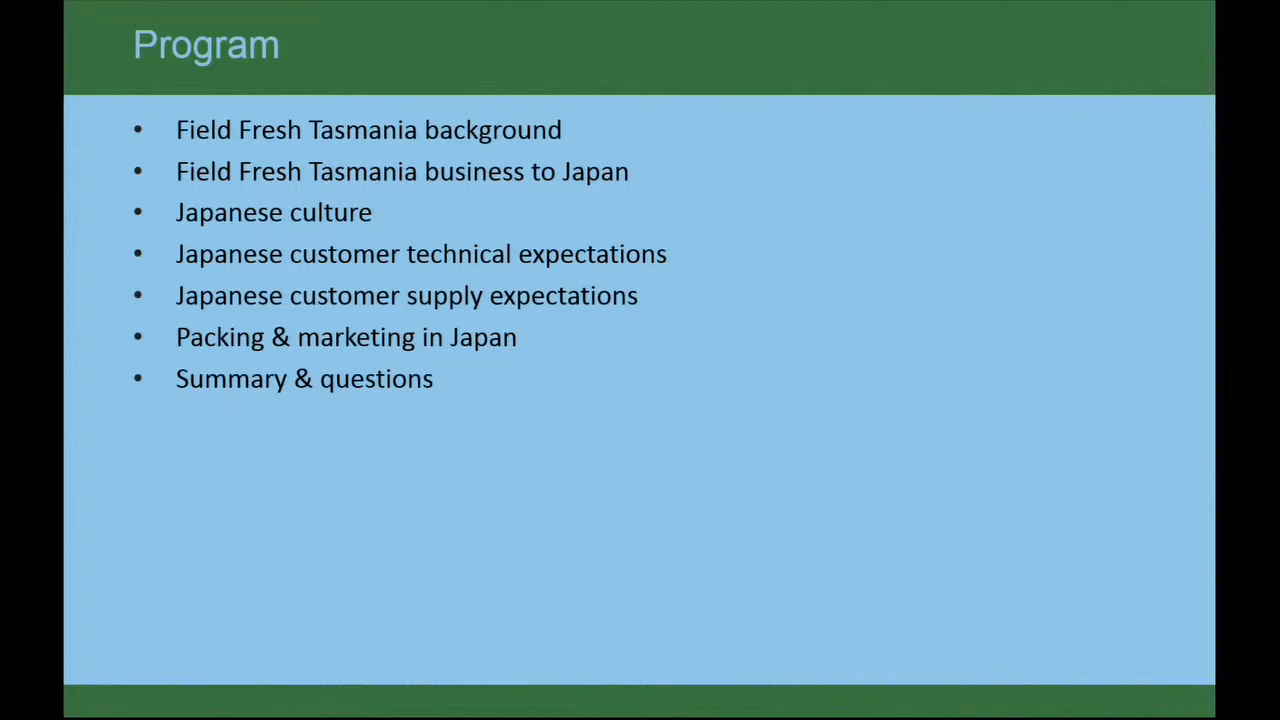 Program
• Field Fresh Tasmania background
• Field Fresh Tasmania business to Japan
• Japanese culture
• Japanese customer technical expectations
• Japanese customer supply expectations
• Packing & marketing in Japan
• Summary & questions